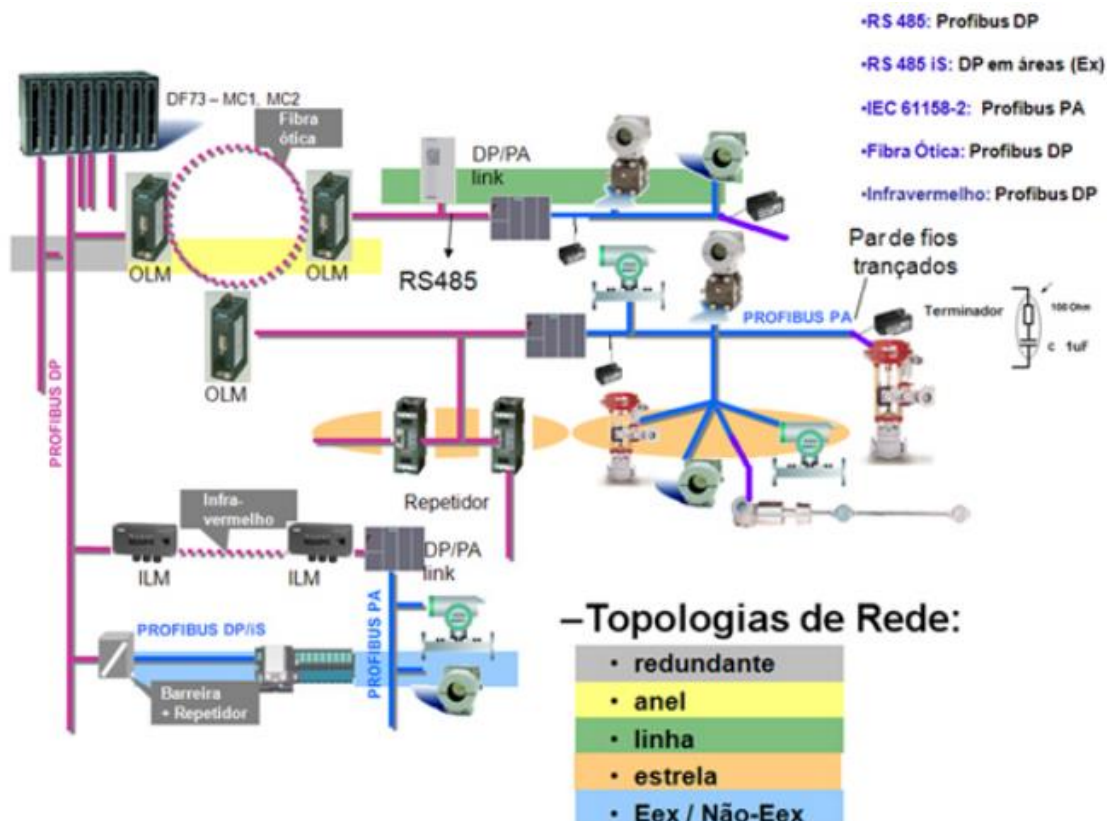 •RS 485: Profibus DP
•RS 485 iS: DP em áreas (Ex)
•IEC 61158-2: Profibus PA
•Fibra Ótica: Profibus DP
•Infravermelho: Profibus DP
DF73 – MC1, MC2
Fibra
ótica
DP/PA
link
OLM
OLM
RS485
Par de fios
trançados
PROFIBUS PA
Terminador
100 Ohm
c 1uF
OLM
PROFIBUS DP
Repetidor
Infra-
vermelho
ILM
ILM
DP/PA
link
PROFIBUS DP/iS
PROFIBUS PA
Barreira
+ Repetidor
–Topologias de Rede:
• redundante
• anel
• linha
• estrela
• Eex / Não-Eex